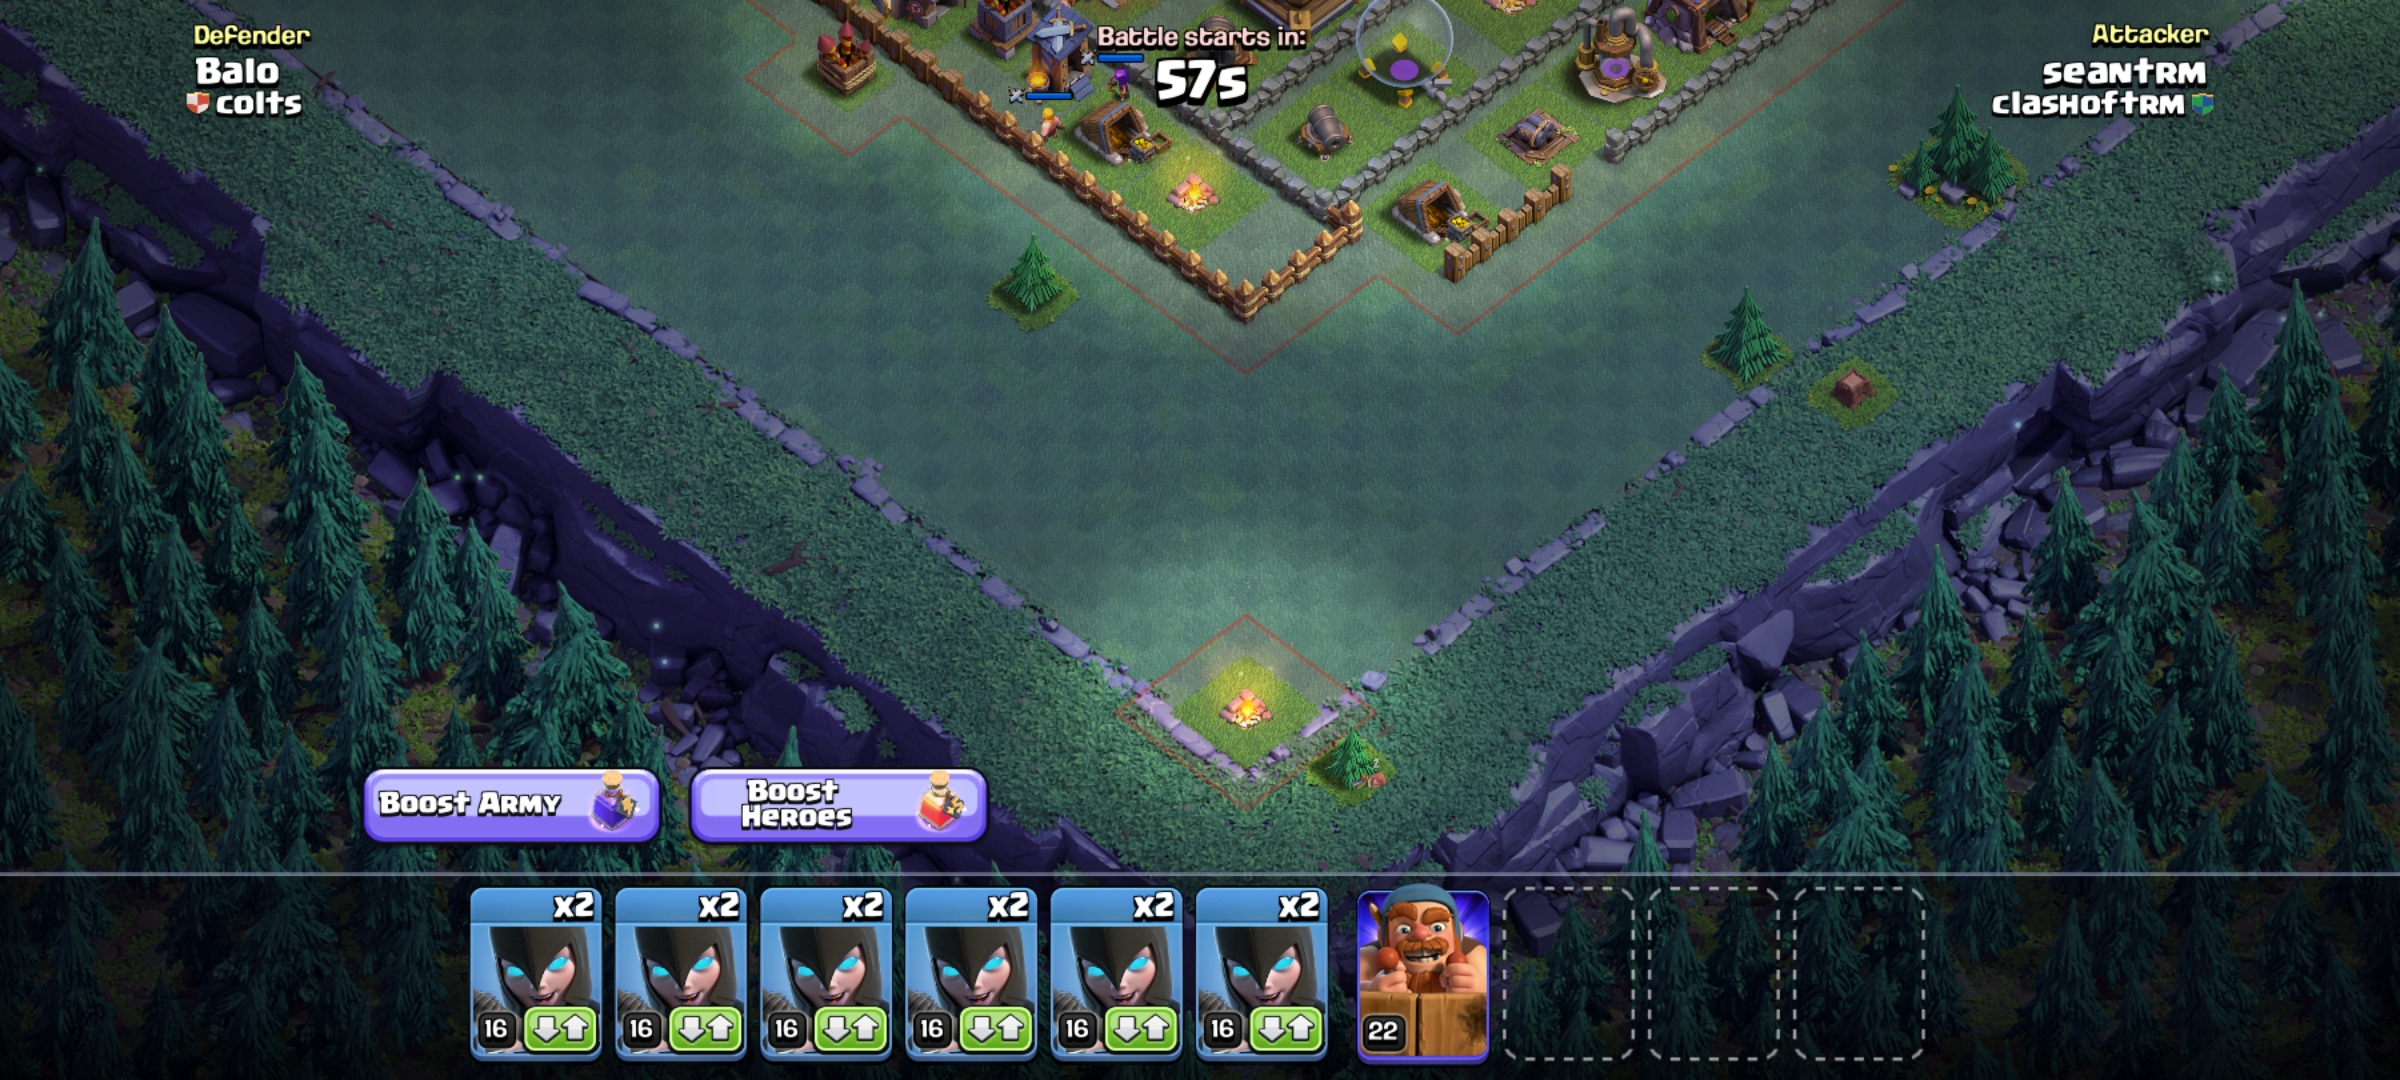 Defender
Balo
colts
Battle starts in:
57s
Attacker
seantRM
clashoftRM
Boost Army
Boost
Heroes
x2
x2
x2
x2
x2
x2
16
16
16
16
16
16
22